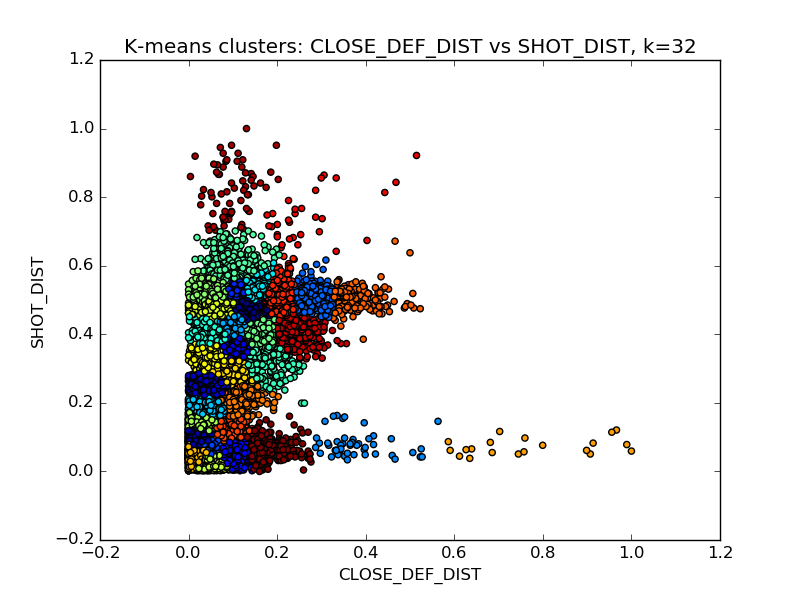 K-means clusters: CLOSE_DEF_DIST vs SHOT_DIST, k=32
1.2
1.0
0.8
0.6
0.4
0.2
0.0
−0.2
SHOT_DIST
−0.2 0.0 0.2 0.4 0.6 0.8 1.0 1.2
CLOSE_DEF_DIST